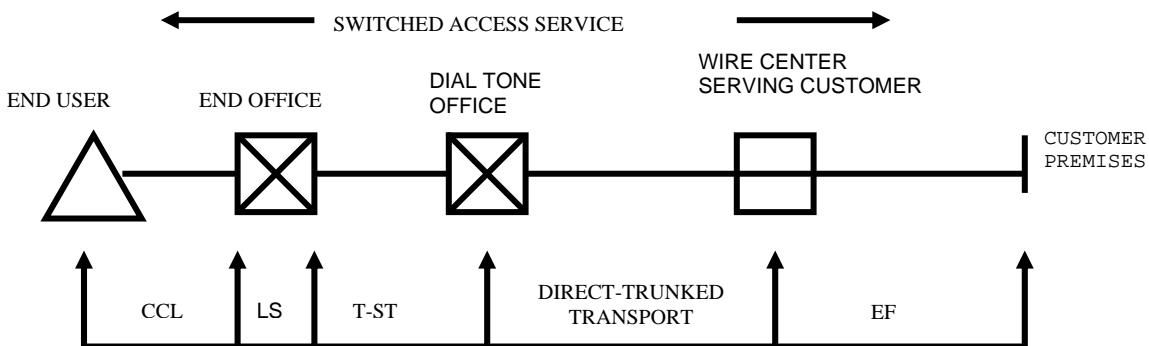 SWITCHED ACCESS SERVICE
WIRE CENTER
SERVING CUSTOMER
DIAL TONE
OFFICE
END USER
END OFFICE
CUSTOMER
PREMISES
CCL
LS
T-ST
DIRECT-TRUNKED
TRANSPORT
EF